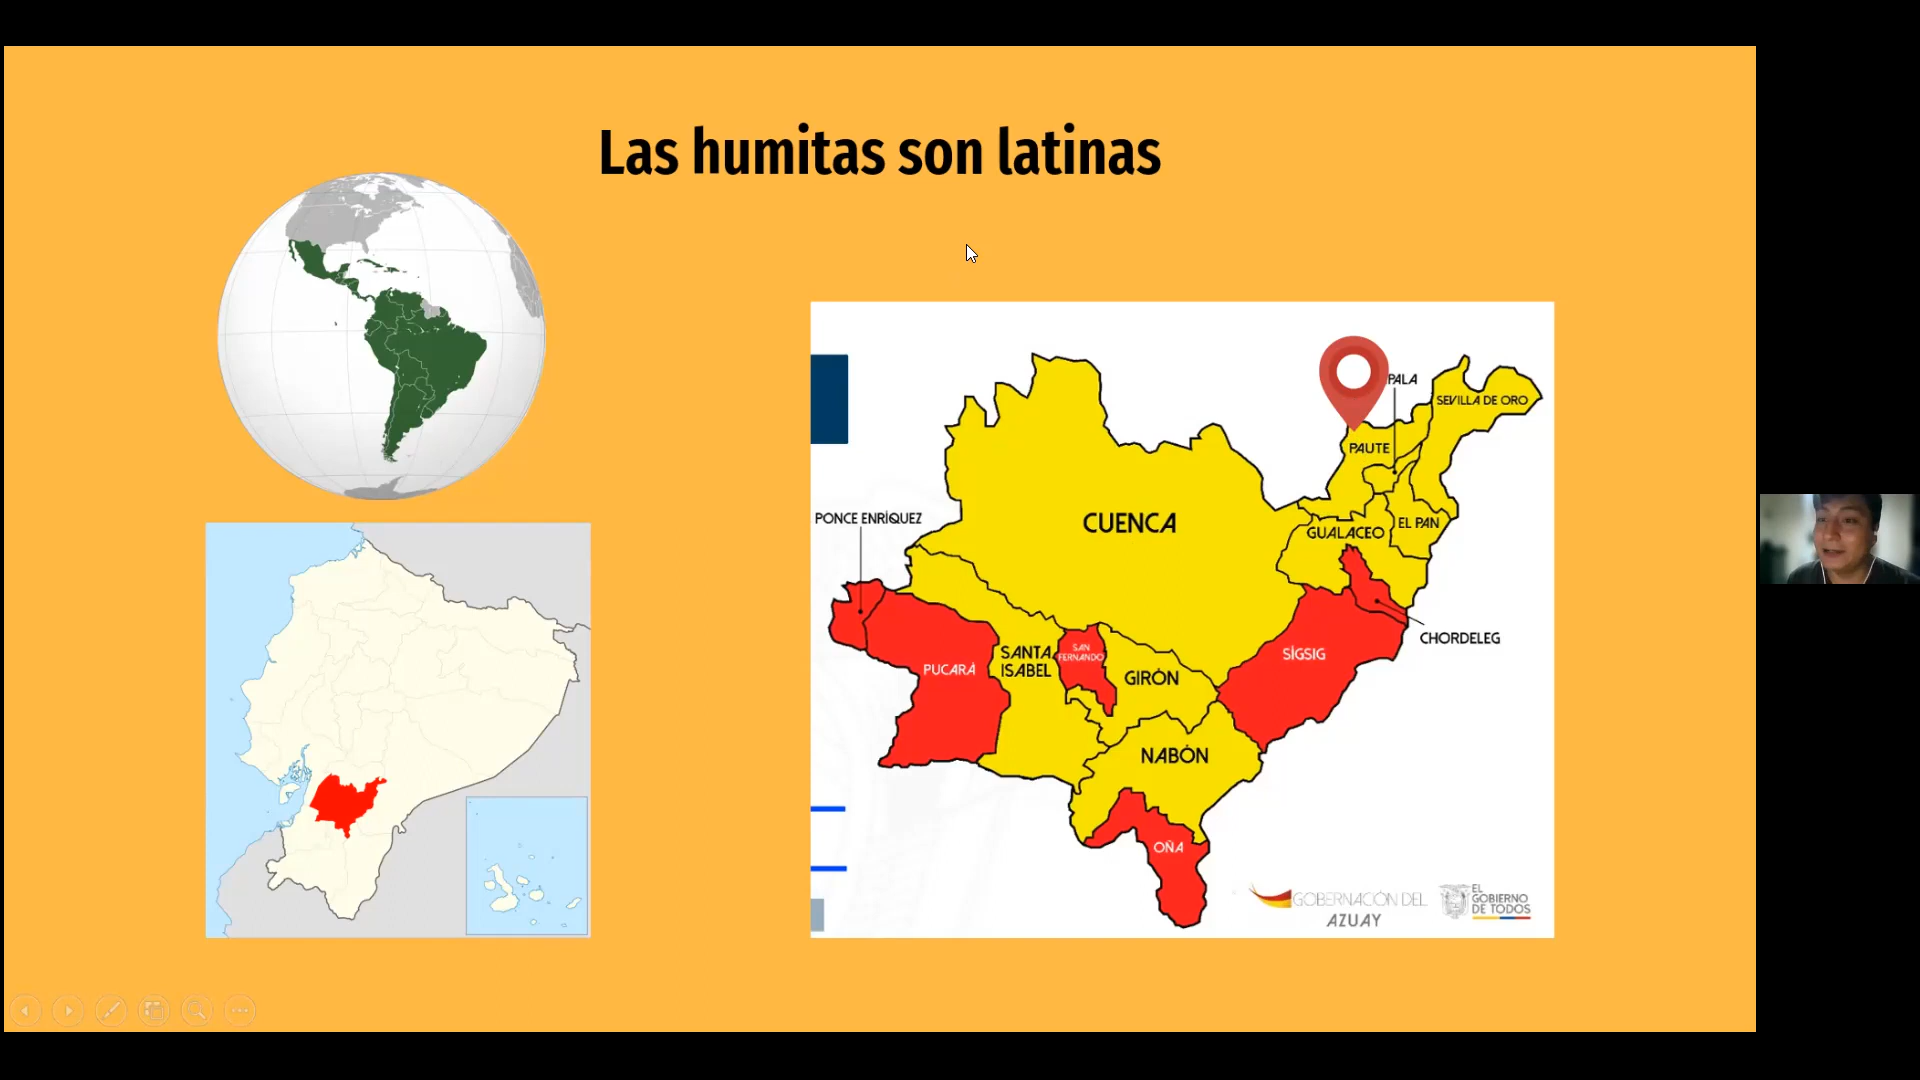 Las humitas son latinas
PALA
SEVILLA DE ORO
PAUTE
PONCE ENRÍQUEZ
CUENCA
GUALACEO
EL PAN
CHORDELEG
SANTA
ISABEL
SAN
FERNANDO
PUCARÁ
GIRÓN
SÍGSIG
NABÓN
OÑA
GOBERNACIÓN DEL
AZUAY
EL
GOBIERNO
DE TODOS